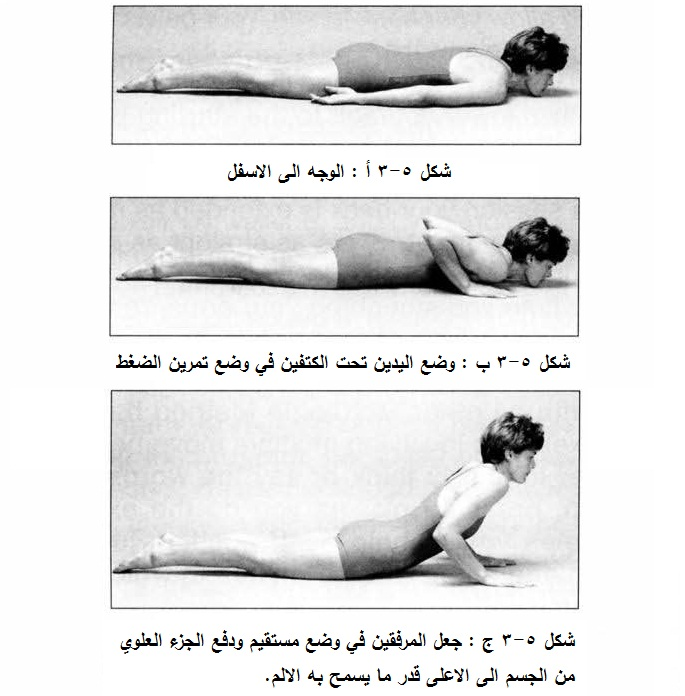 شكل ٥-٣ أ : الوجه الى الاسفل
شكل ٥-٣ ب : وضع اليدين تحت الكتفين في وضع تمرين الضغط
شكل ٥-٣ ج : جعل المرفقين في وضع مستقيم ودفع الجزء العلوي
من الجسم الى الاعلى قدر ما يسمح به الالم.